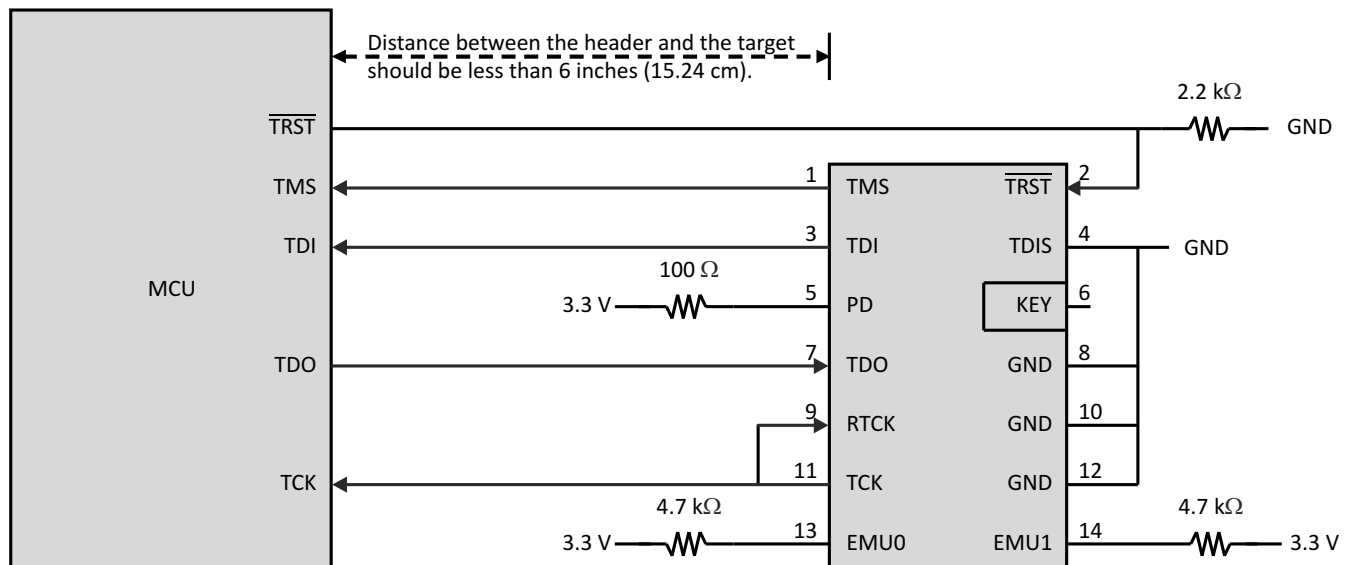 Distance between the header and the target
should be less than 6 inches (15.24 cm).
2.2 kΩ
TRST
GND
TMS
1
TMS
TRST
2
TDI
3
TDI
TDIS
4
GND
MCU
100 Ω
3.3 V
5
PD
KEY
6
TDO
7
TDO
GND
8
9
RTCK
GND
10
TCK
11
TCK
GND
12
4.7 kΩ
3.3 V
13
EMU0
EMU1
14
4.7 kΩ
3.3 V